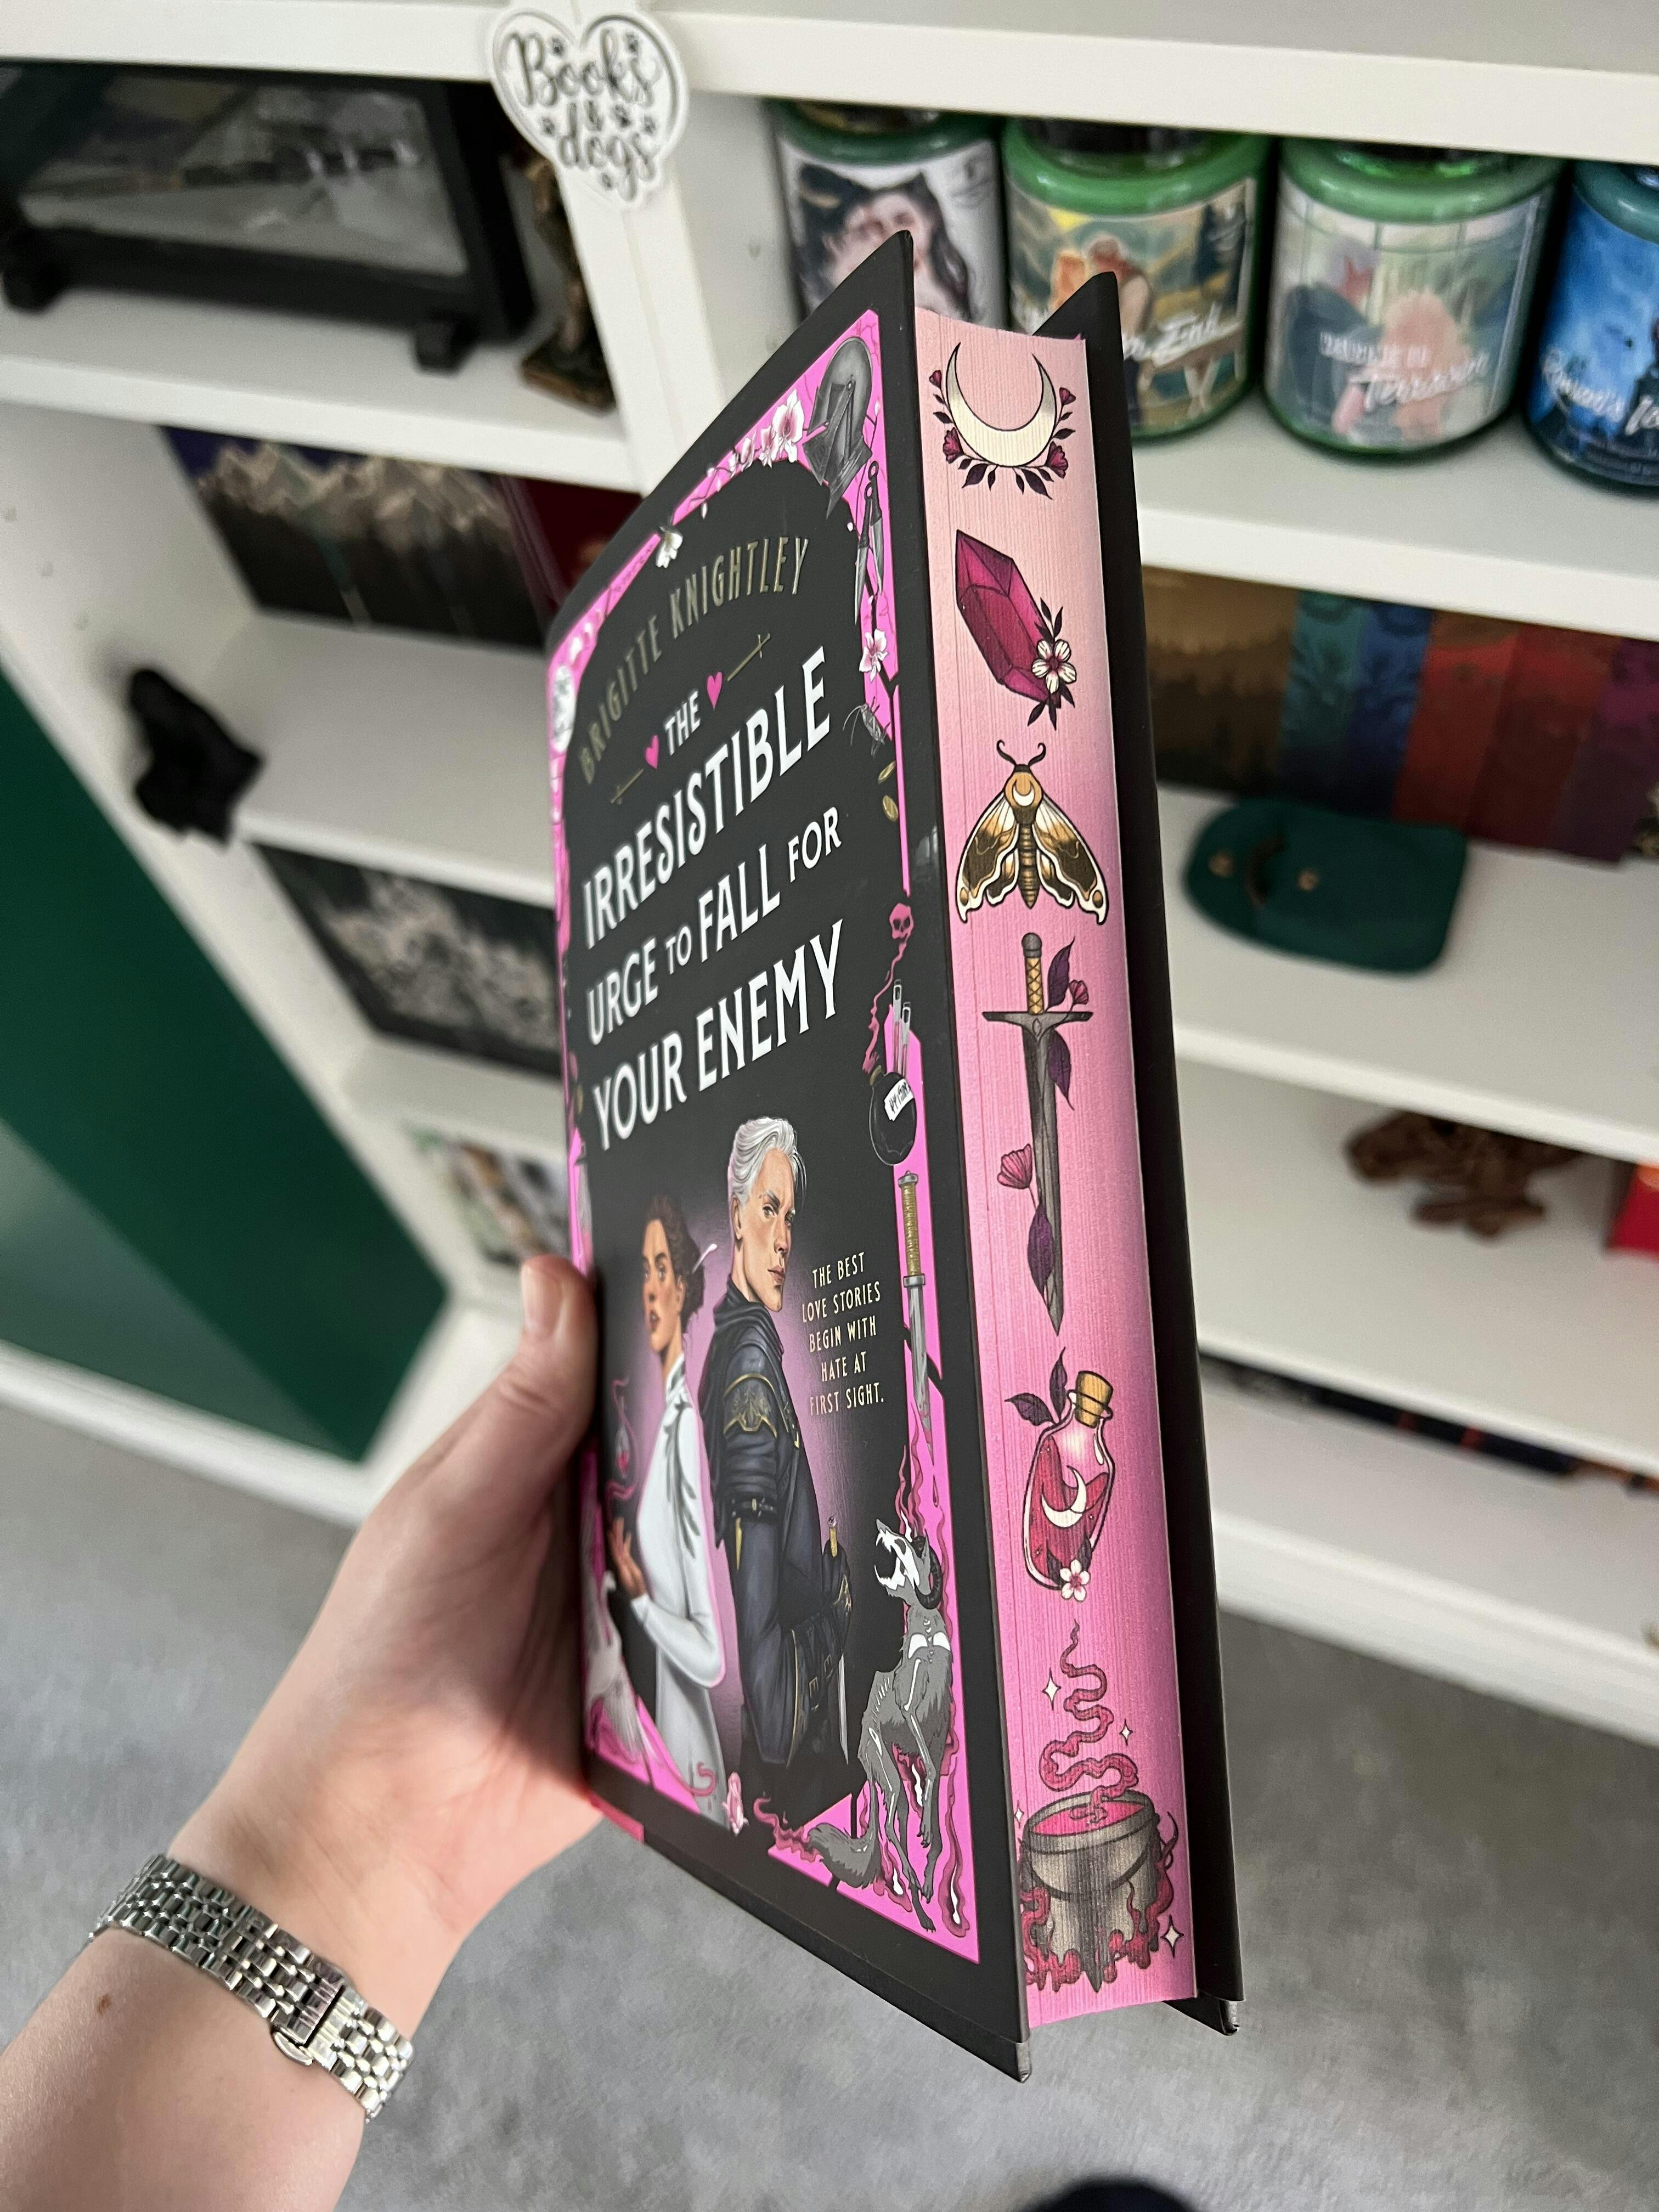 Books
&
dogs
BRIGITTE KNIGHTLEY
THE
IRRESISTIBLE
URGE TO FALL FOR
YOUR ENEMY
THE BEST
LOVE STORIES
BEGIN WITH
HATE AT
FIRST SIGHT.